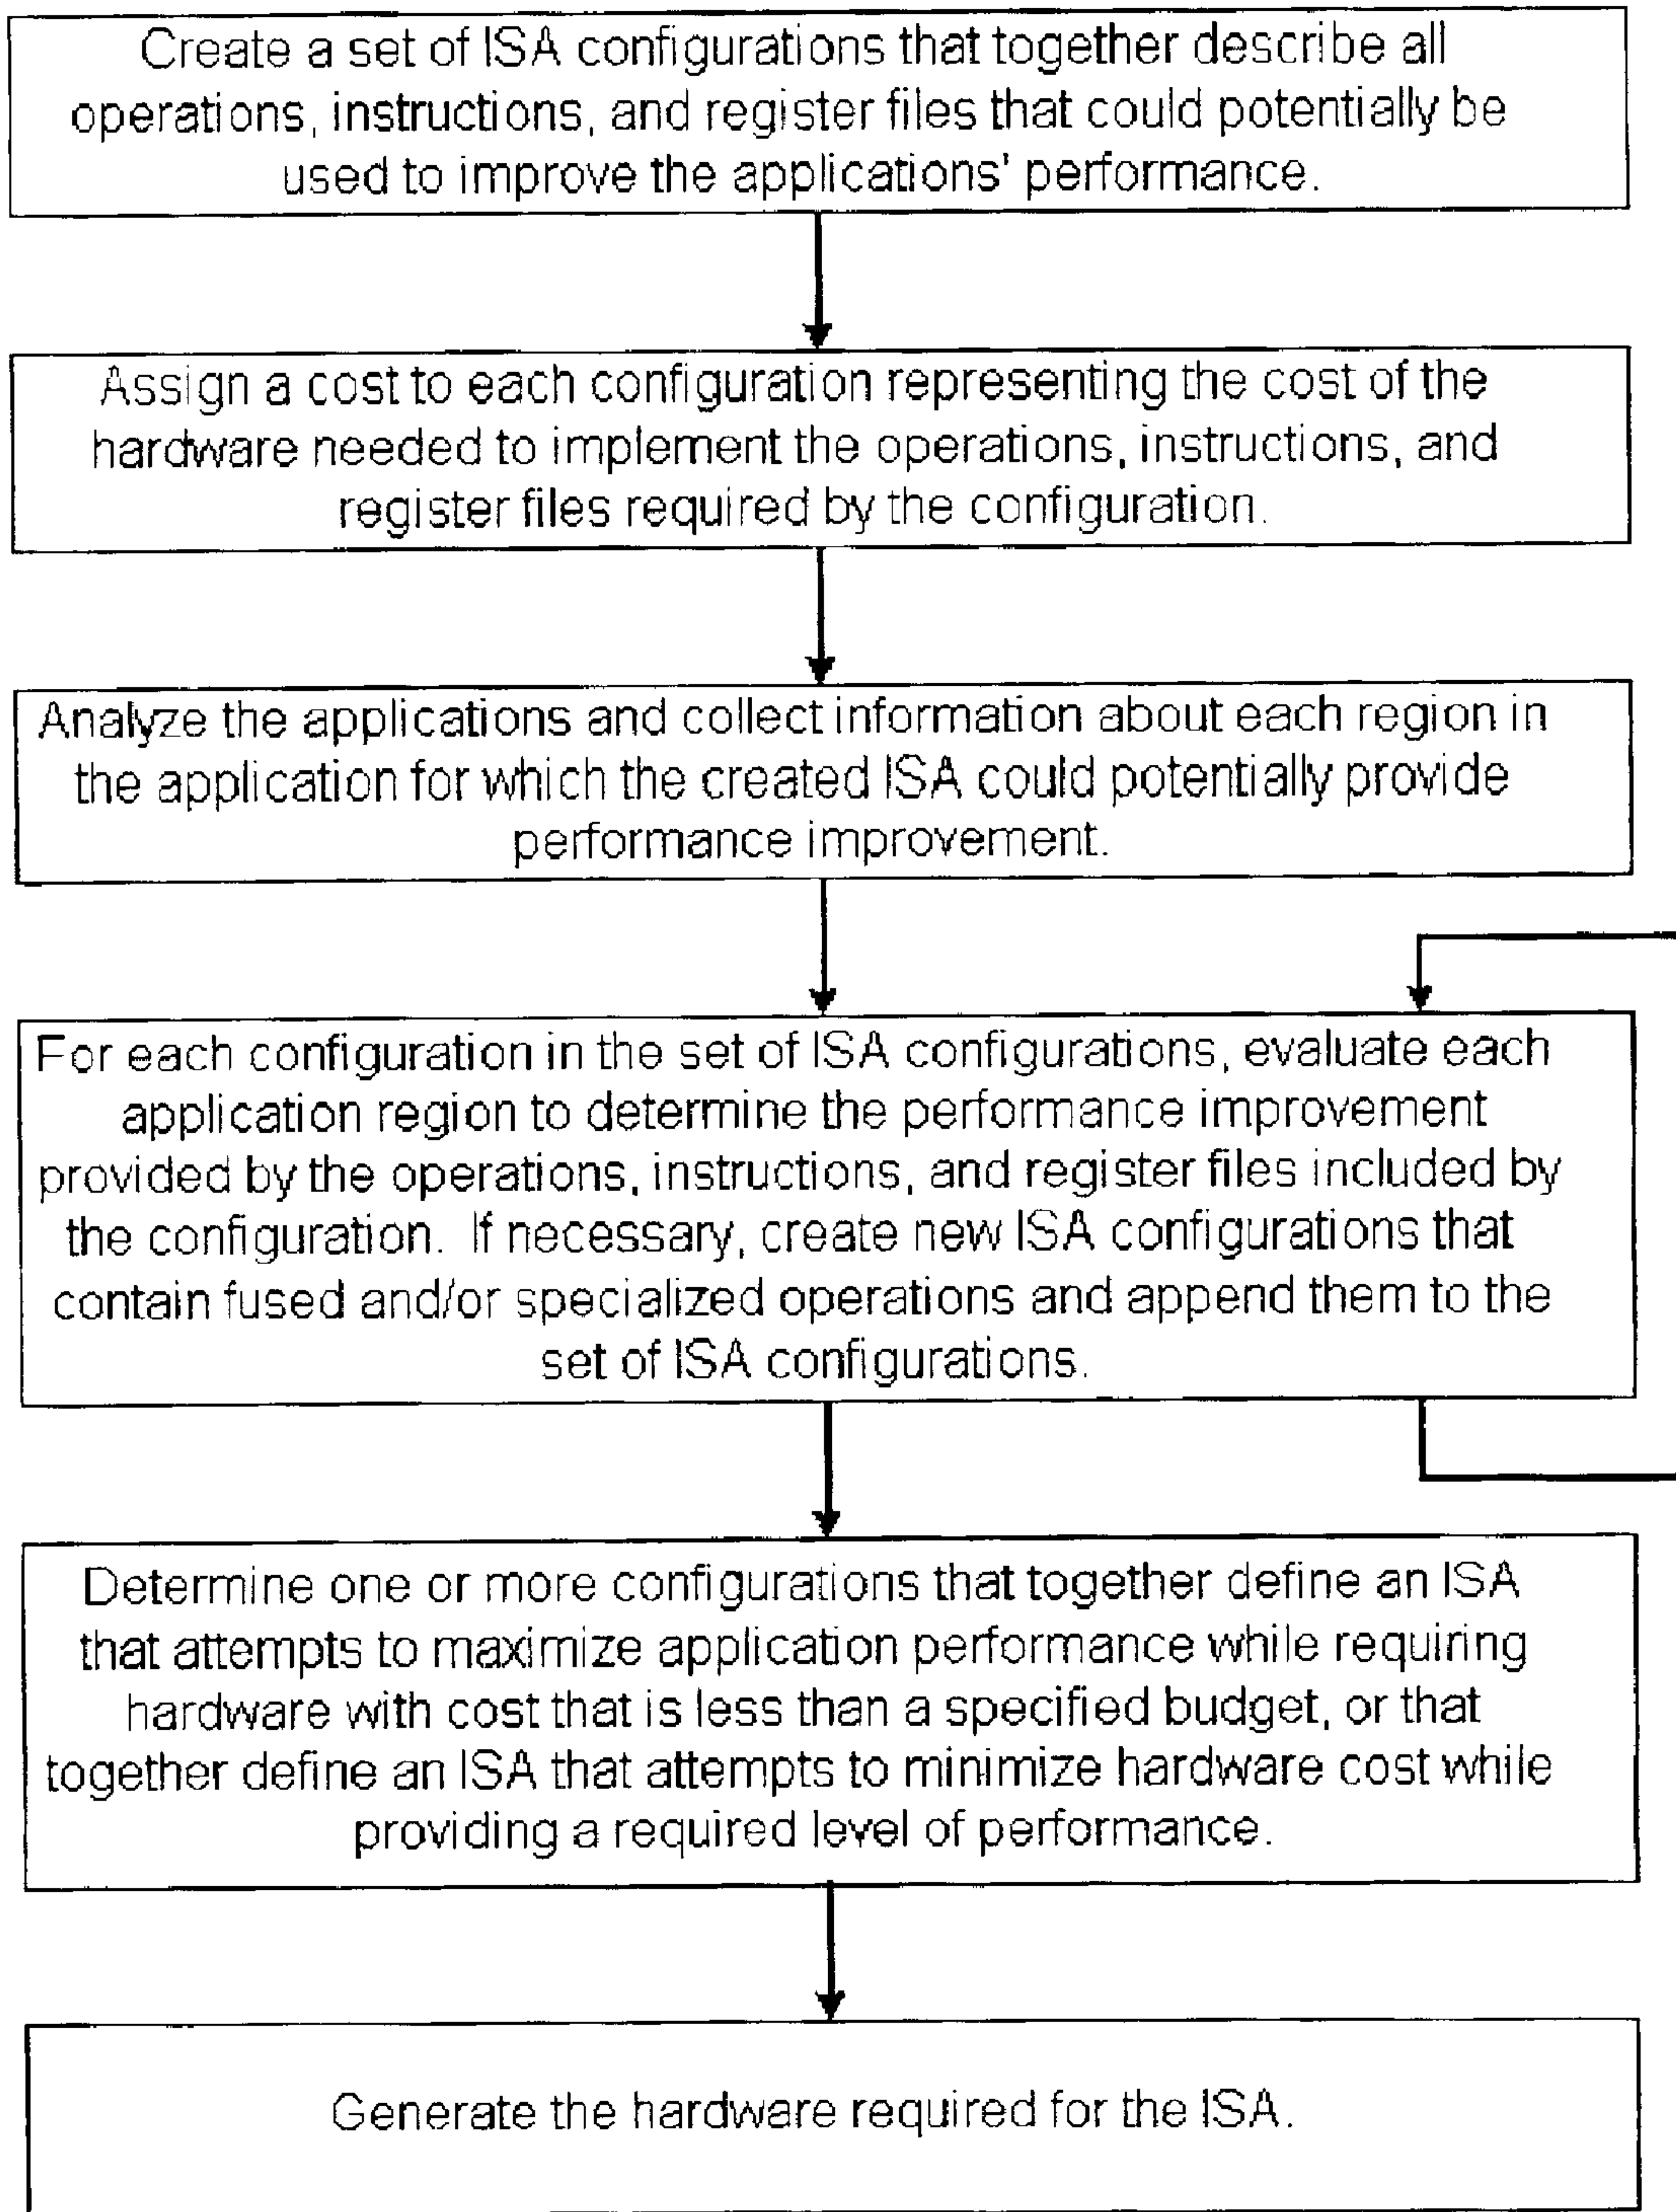 Create a set of ISA configurations that together describe all
operations, instructions, and register files that could potentially be
used to improve the applications' performance.
Assign a cost to each configuration representing the cost of the
hardware needed to implement the operations, instructions, and
register files required by the configuration.
Analyze the applications and collect information about each region in
the application for which the created ISA could potentially provide
performance improvement.
For each configuration in the set of ISA configurations, evaluate each
application region to determine the performance improvement
provided by the operations, instructions, and register files included by
the configuration. If necessary, create new ISA configurations that
contain fused and/or specialized operations and append them to the
set of ISA configurations.
Determine one or more configurations that together define an ISA
that attempts to maximize application performance while requiring
hardware with cost that is less than a specified budget, or that
together define an ISA that attempts to minimize hardware cost while
providing a required level of performance.
Generate the hardware required for the ISA.